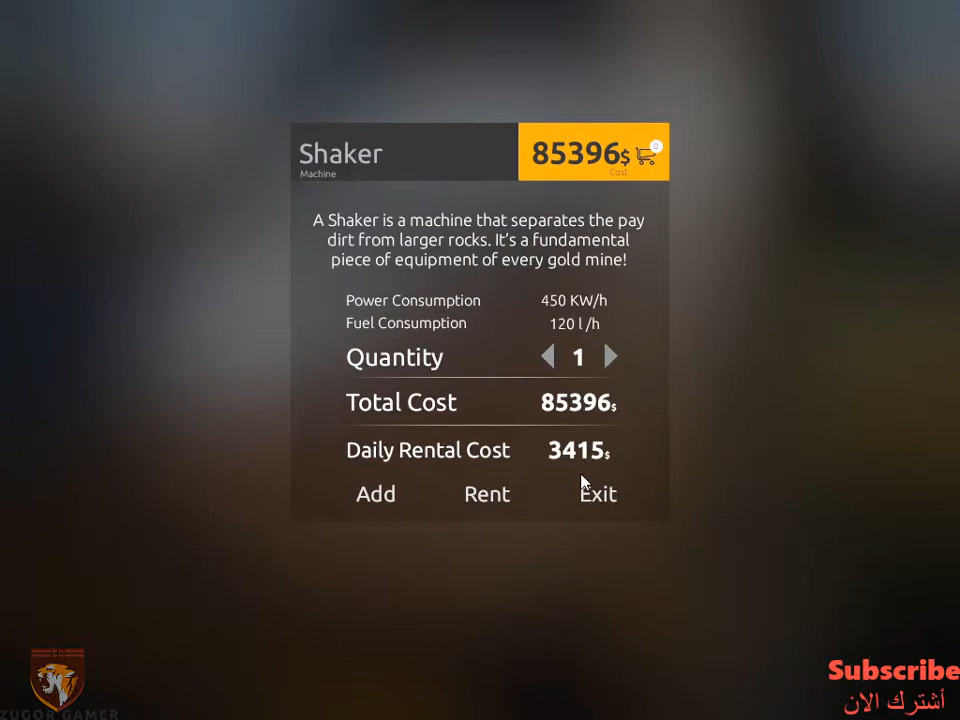 Shaker
Machine
85396$
0
Cost
A Shaker is a machine that separates the pay
dirt from larger rocks. It's a fundamental
piece of equipment of every gold mine!
Power Consumption 450 KW/h
Fuel Consumption 120 l /h
Quantity 1
Total Cost 85396$
Daily Rental Cost 3415$
Add Rent Exit
Subscribe
أشترك الان
ZUGOR GAMER